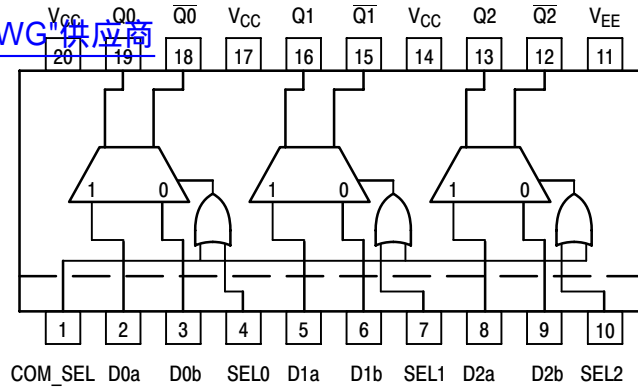 VCC Q0 Q0 VCC Q1 Q1 VCC Q2 Q2 VEE
WG"供应商
20 19 18 17 16 15 14 13 12 11
1 0 1 0 1 0
1 2 3 4 5 6 7 8 9 10
COM_SEL D0a D0b SEL0 D1a D1b SEL1 D2a D2b SEL2